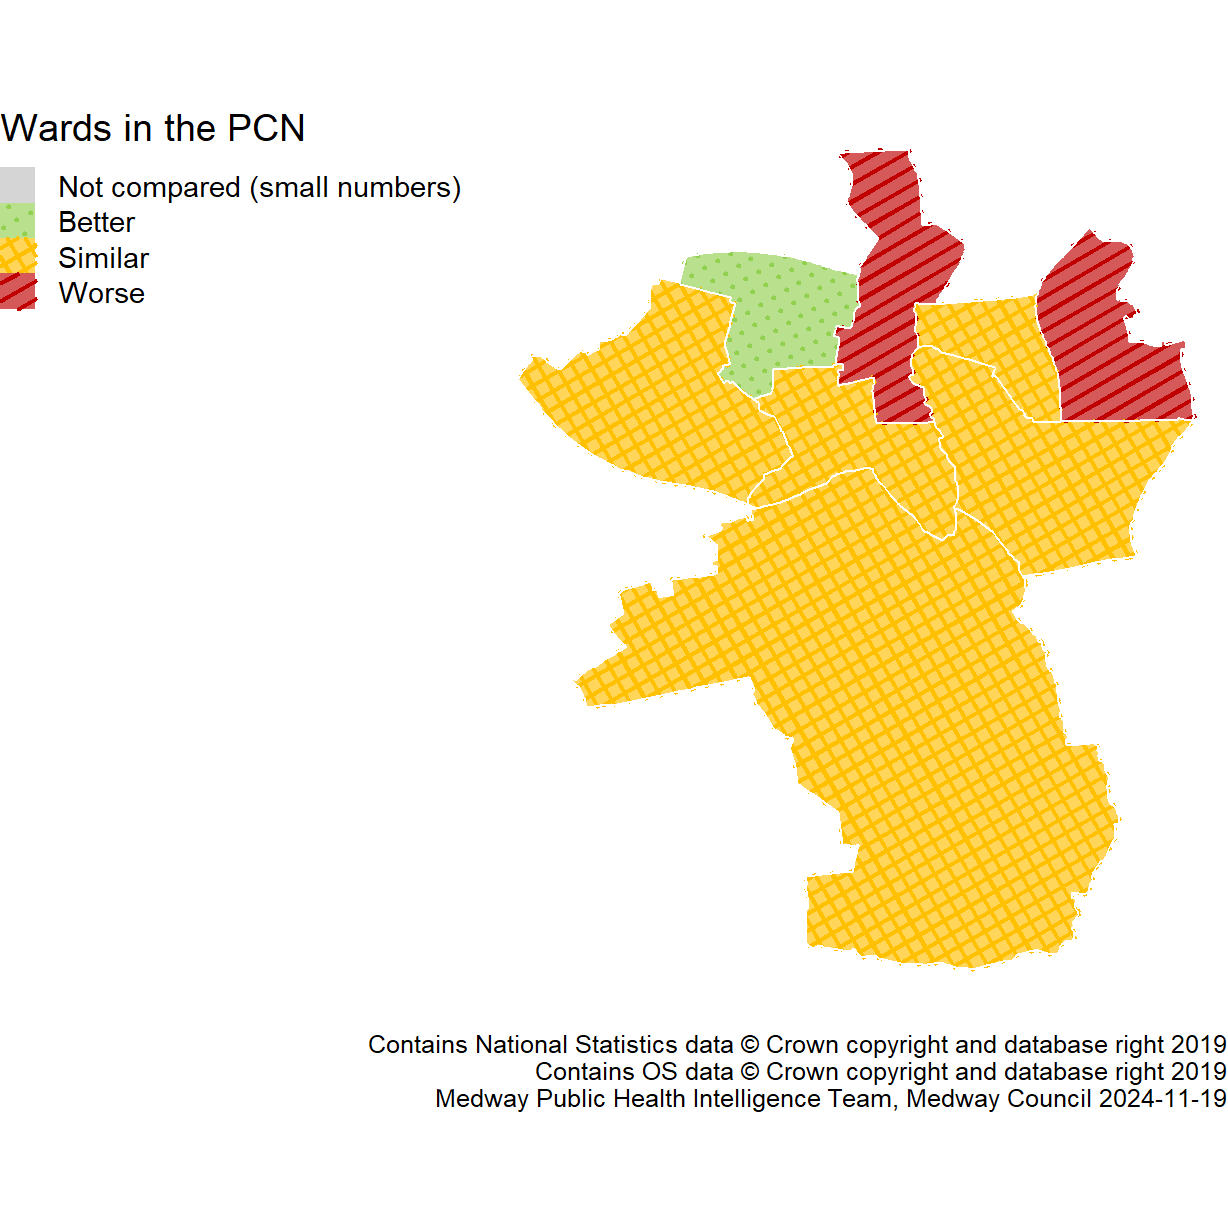 Wards in the PCN
Not compared (small numbers)
Better
Similar
Worse
Contains National Statistics data © Crown copyright and database right 2019
Contains OS data © Crown copyright and database right 2019
Medway Public Health Intelligence Team, Medway Council 2024-11-19